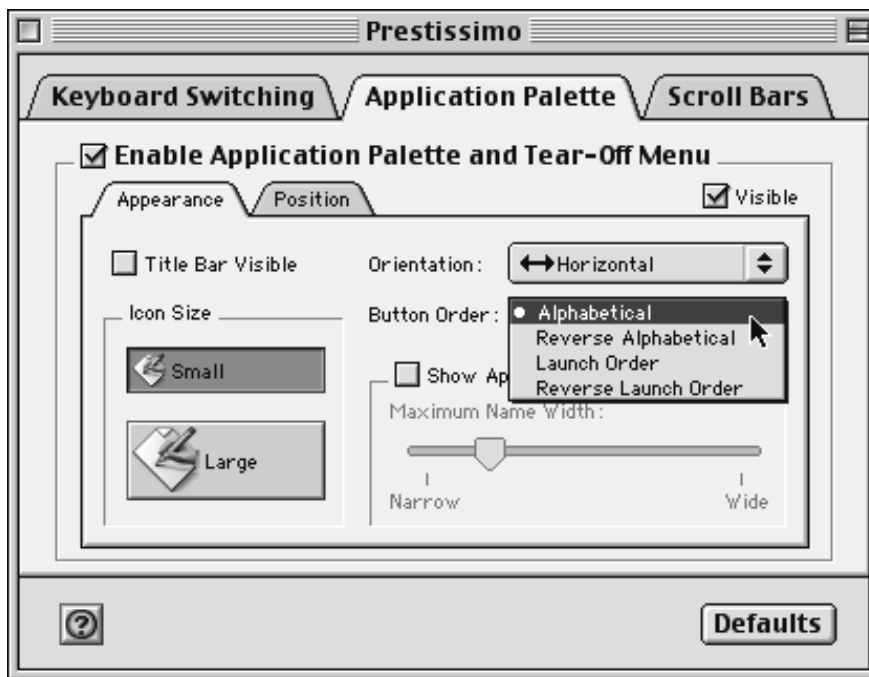 Prestissimo
Keyboard Switching Application Palette Scroll Bars
Enable Application Palette and Tear-Off Menu
Appearance Position Visible
Title Bar Visible Orientation: Horizontal
Icon Size Button Order: Alphabetical
Reverse Alphabetical
Launch Order
Small Show Ap
Reverse Launch Order
Maximum Name Width:
Large
Narrow Wide
? Defaults